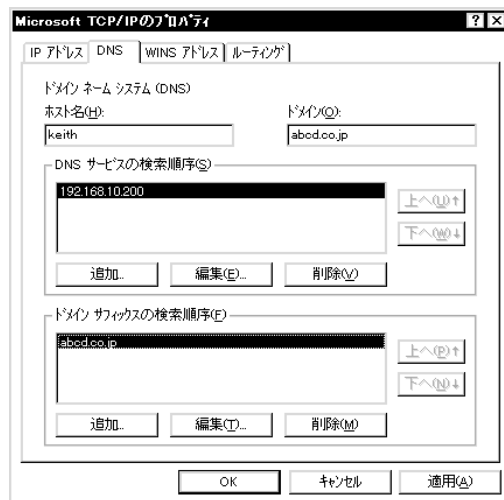 Microsoft TCP/IPのプロパティ
? ×
IP アドレス DNS WINS アドレス ルーティング
ドメイン ネーム システム (DNS)
ホスト名(H): ドメイン(O):
keith abcd.co.jp
DNS サービスの検索順序(S)
192.168.10.200
上へ(U)↑
下へ(W)↓
追加... 編集(E)... 削除(V)
ドメイン サフィックスの検索順序(F)
abcd.co.jp
上へ(P)↑
下へ(N)↓
追加... 編集(T)... 削除(M)
OK キャンセル 適用(A)